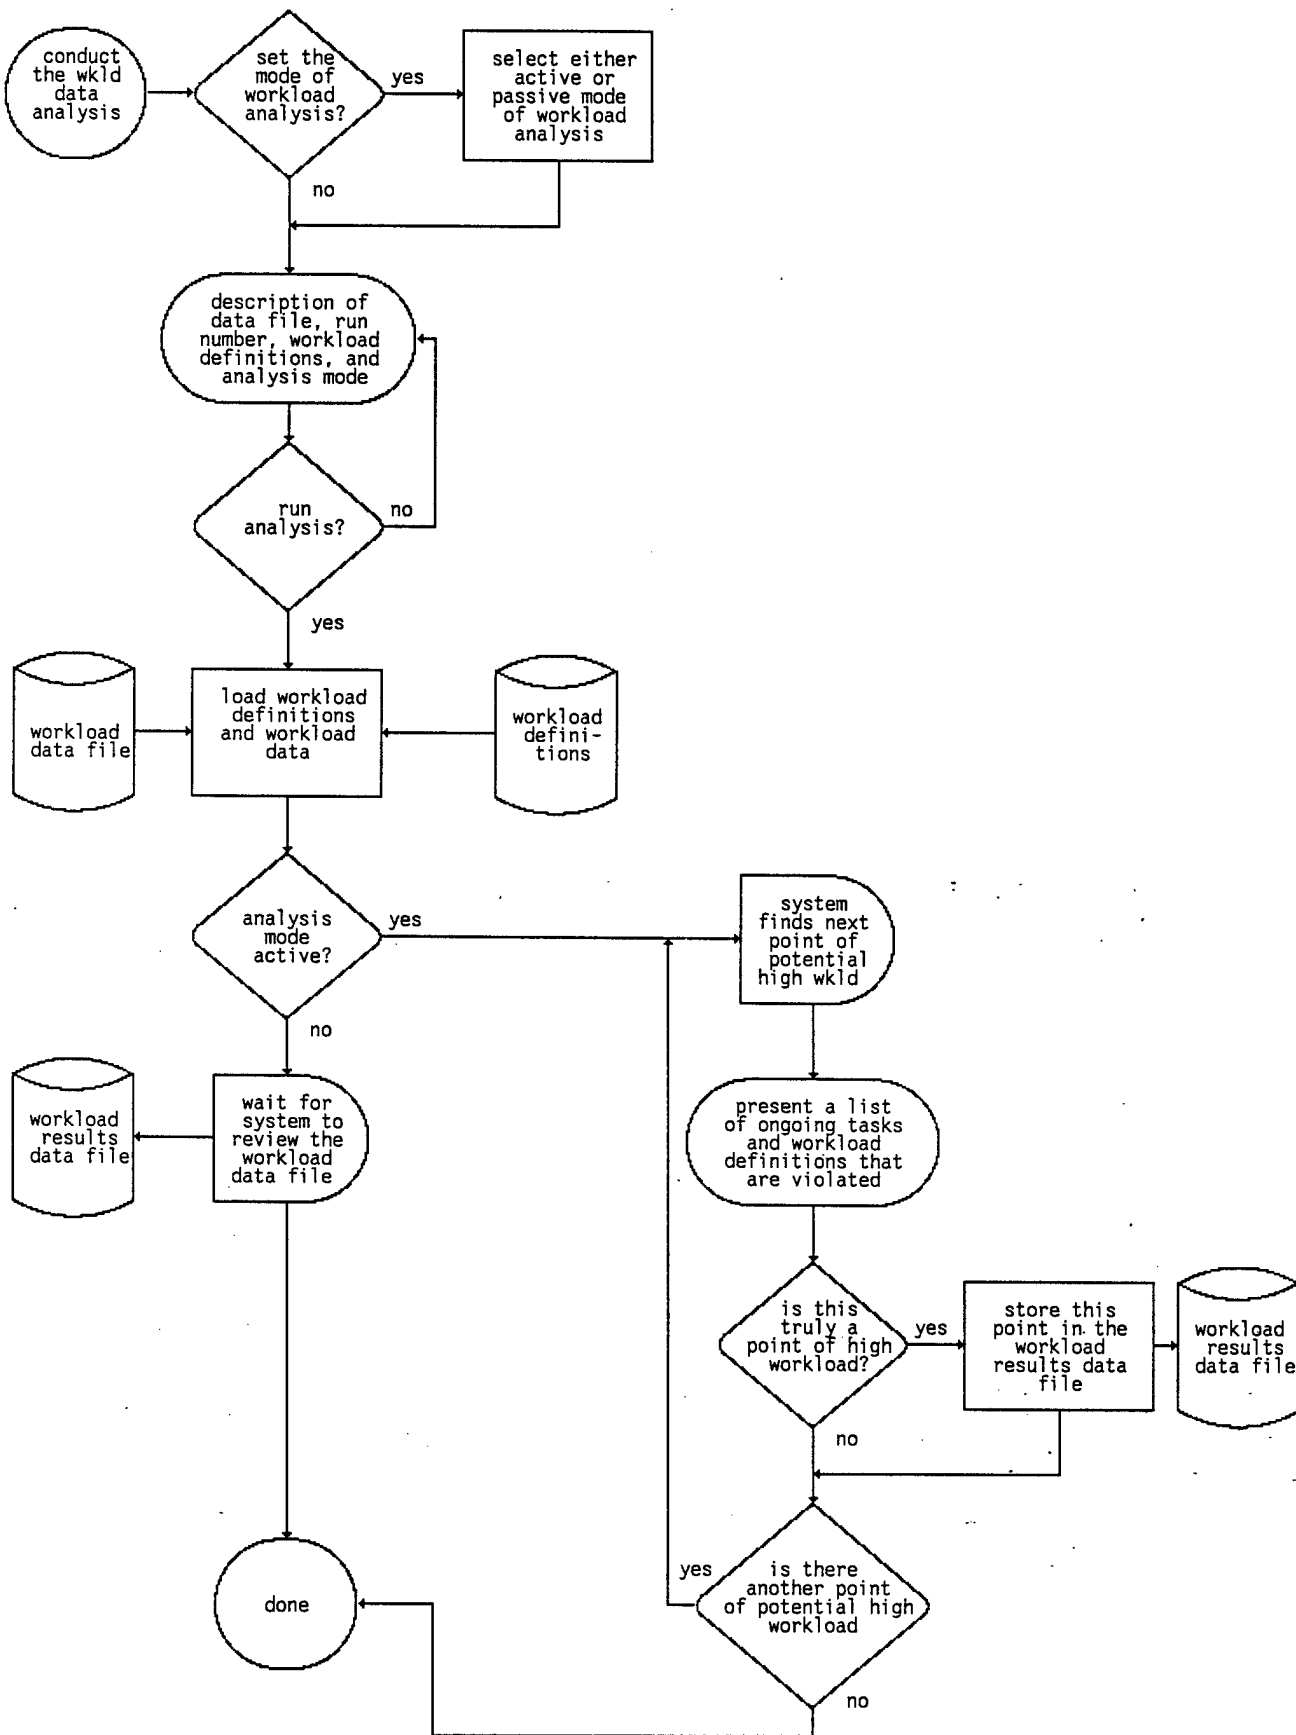 conduct
the wkld
data
analysis
set the
mode of
workload
analysis?
yes
select either
active or
passive mode
of workload
analysis
no
description of
data file, run
number, workload
definitions, and
analysis mode
run
analysis?
no
yes
workload
data file
load workload
definitions
and workload
data
workload
defini-
tions
analysis
mode
active?
yes
system
finds next
point of
potential
high wkld
no
workload
results
data file
wait for
system to
review the
workload
data file
present a list
of ongoing tasks
and workload
definitions that
are violated
is this
truly a
point of high
workload?
yes
store this
point in the
workload
results data
file
workload
results
data file
no
yes
is there
another point
of potential high
workload
done
no